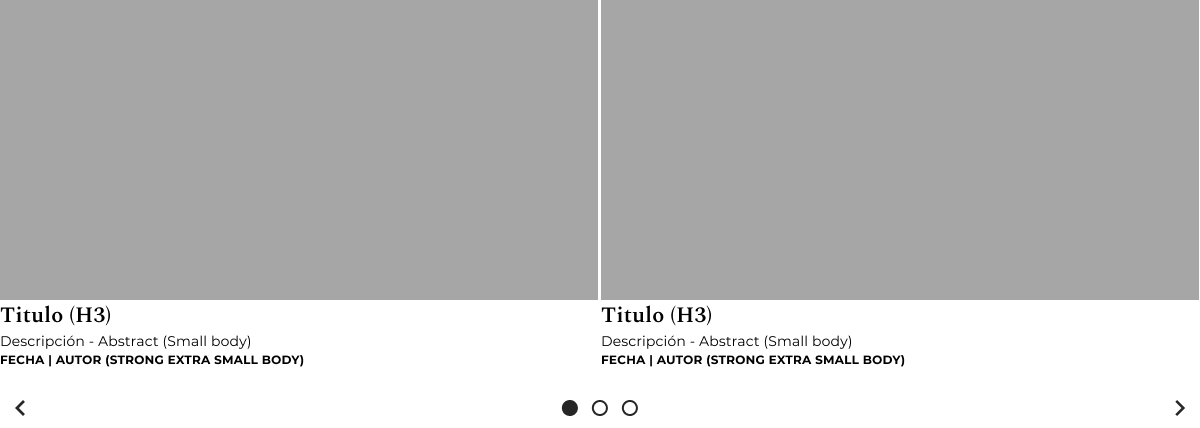 Titulo (H3)
Descripción - Abstract (Small body)
FECHA | AUTOR (STRONG EXTRA SMALL BODY)
Titulo (H3)
Descripción - Abstract (Small body)
FECHA | AUTOR (STRONG EXTRA SMALL BODY)